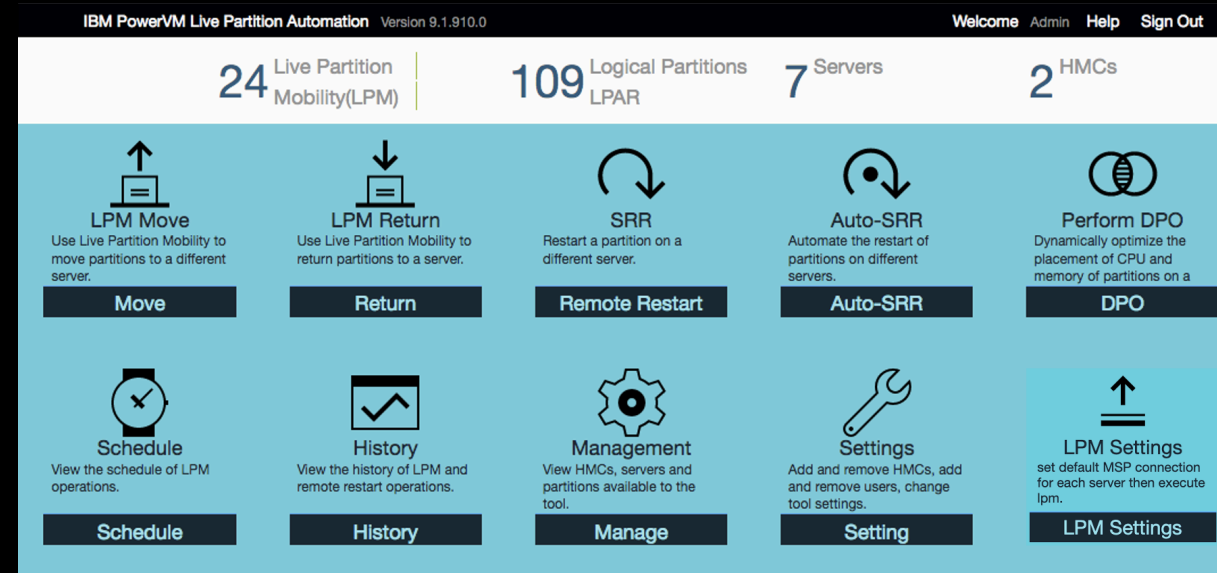 IBM PowerVM Live Partition Automation Version 9.1.910.0
Welcome Admin Help Sign Out
24 Live Partition
Mobility(LPM)
109 Logical Partitions
LPAR
7 Servers
2 HMCs
LPM Move
Use Live Partition Mobility to
move partitions to a different
server.
Move
LPM Return
Use Live Partition Mobility to
return partitions to a server.
Return
SRR
Restart a partition on a
different server.
Remote Restart
Auto-SRR
Automate the restart of
partitions on different
servers.
Auto-SRR
Perform DPO
Dynamically optimize the
placement of CPU and
memory of partitions on a
DPO
Schedule
View the schedule of LPM
operations.
Schedule
History
View the history of LPM and
remote restart operations.
History
Management
View HMCs, servers and
partitions available to the
tool.
Manage
Settings
Add and remove HMCs, add
and remove users, change
tool settings.
Setting
LPM Settings
set default MSP connection
for each server then execute
lpm.
LPM Settings